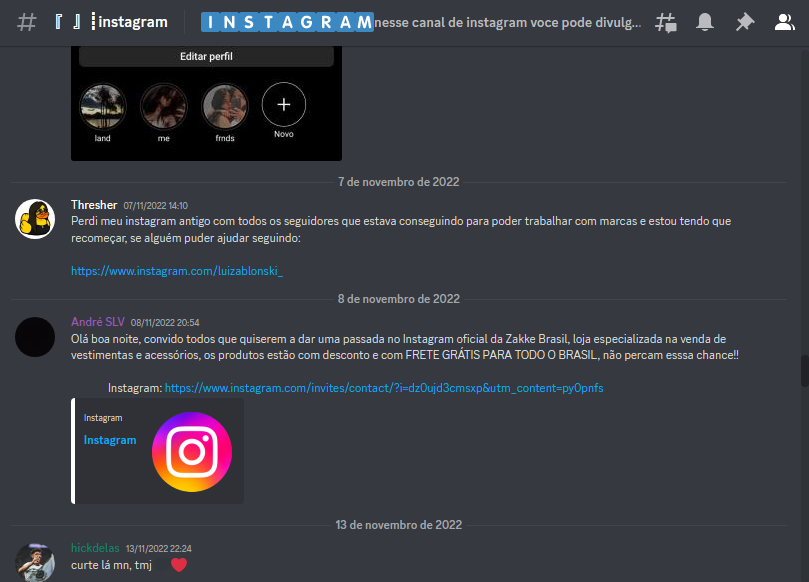 # 『 』┋instagram
INSTAGRAM nesse canal de instagram voce pode divulg...
Editar perfil
land me frnds Novo
7 de novembro de 2022
Thresher 07/11/2022 14:10
Perdi meu instagram antigo com todos os seguidores que estava conseguindo para poder trabalhar com marcas e estou tendo que
recomeçar, se alguém puder ajudar seguindo:
https://www.instagram.com/luizablonski_
8 de novembro de 2022
André SLV 08/11/2022 20:54
Olá boa noite, convido todos que quiserem a dar uma passada no Instagram oficial da Zakke Brasil, loja especializada na venda de
vestimentas e acessórios, os produtos estão com desconto e com FRETE GRÁTIS PARA TODO O BRASIL, não percam esssa chance!!
Instagram: https://www.instagram.com/invites/contact/?i=dz0ujd3cmsxp&utm_content=py0pnfs
Instagram
Instagram
13 de novembro de 2022
hickdelas 13/11/2022 22:24
curte lá mn, tmj ❤️